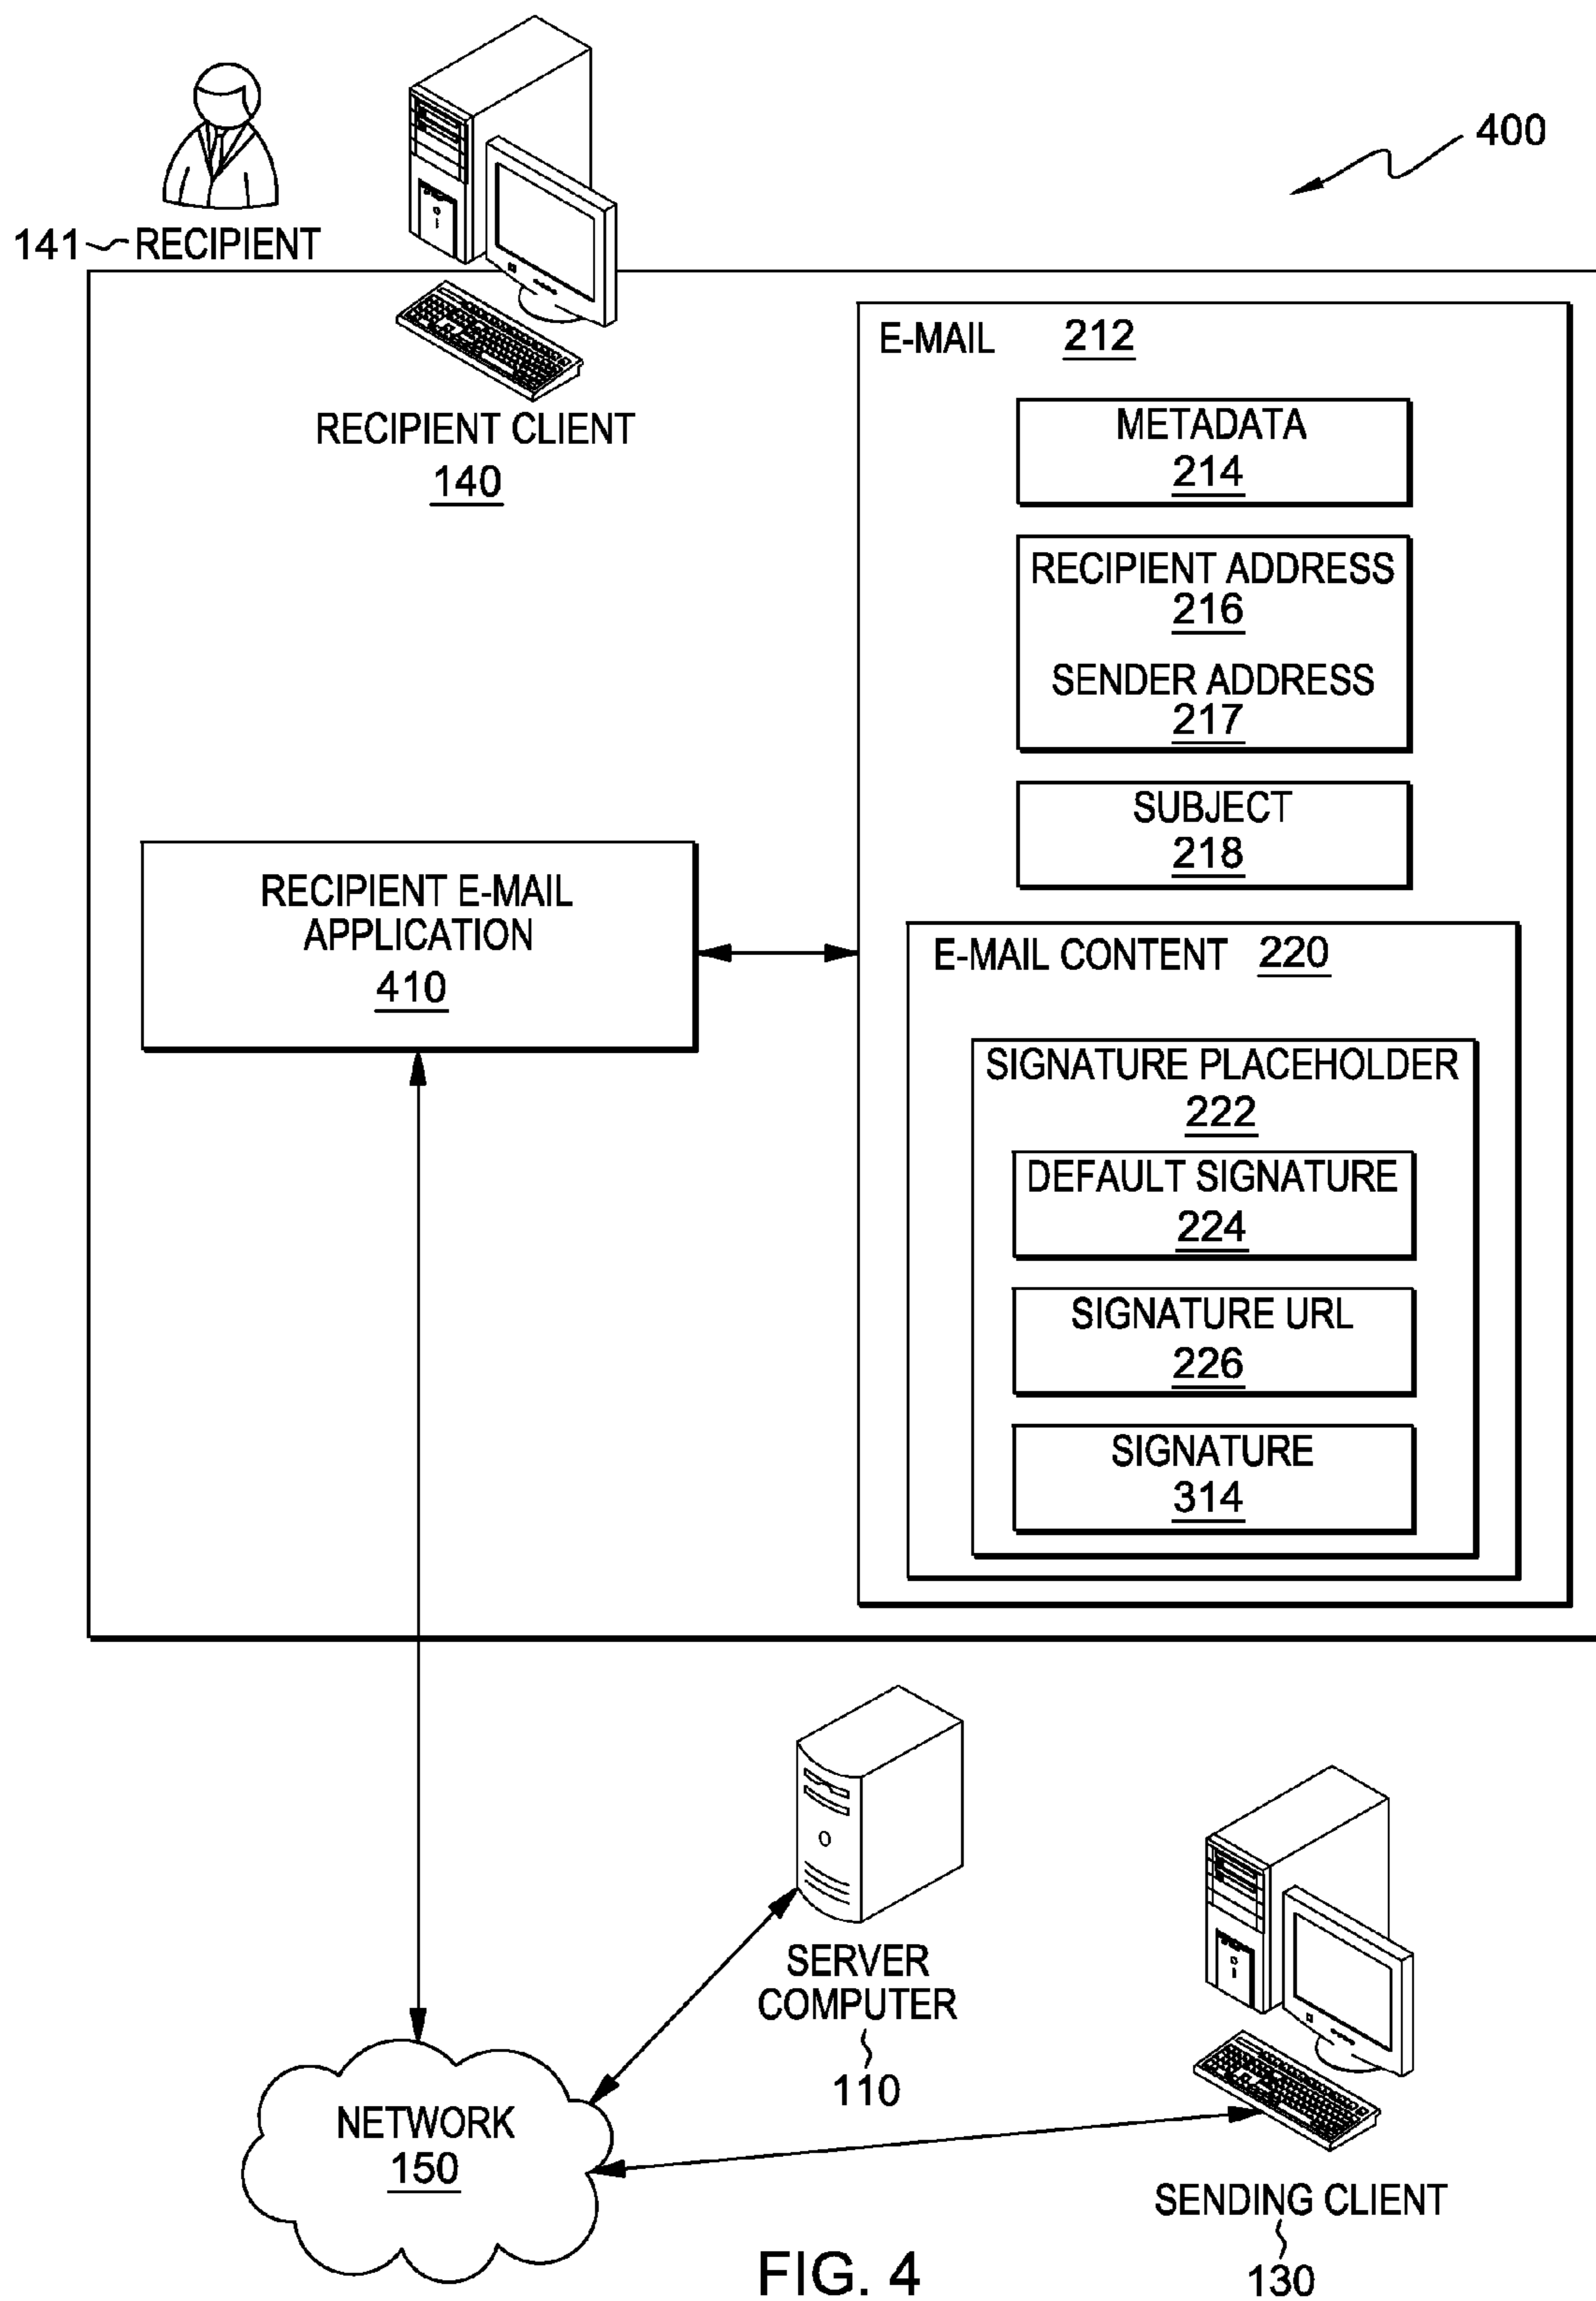 400
141 RECIPIENT
RECIPIENT CLIENT
140
E-MAIL 212
METADATA
214
RECIPIENT ADDRESS
216
SENDER ADDRESS
217
SUBJECT
218
RECIPIENT E-MAIL
APPLICATION
410
E-MAIL CONTENT 220
SIGNATURE PLACEHOLDER
222
DEFAULT SIGNATURE
224
SIGNATURE URL
226
SIGNATURE
314
SERVER
COMPUTER
110
NETWORK
150
SENDING CLIENT
130
FIG. 4